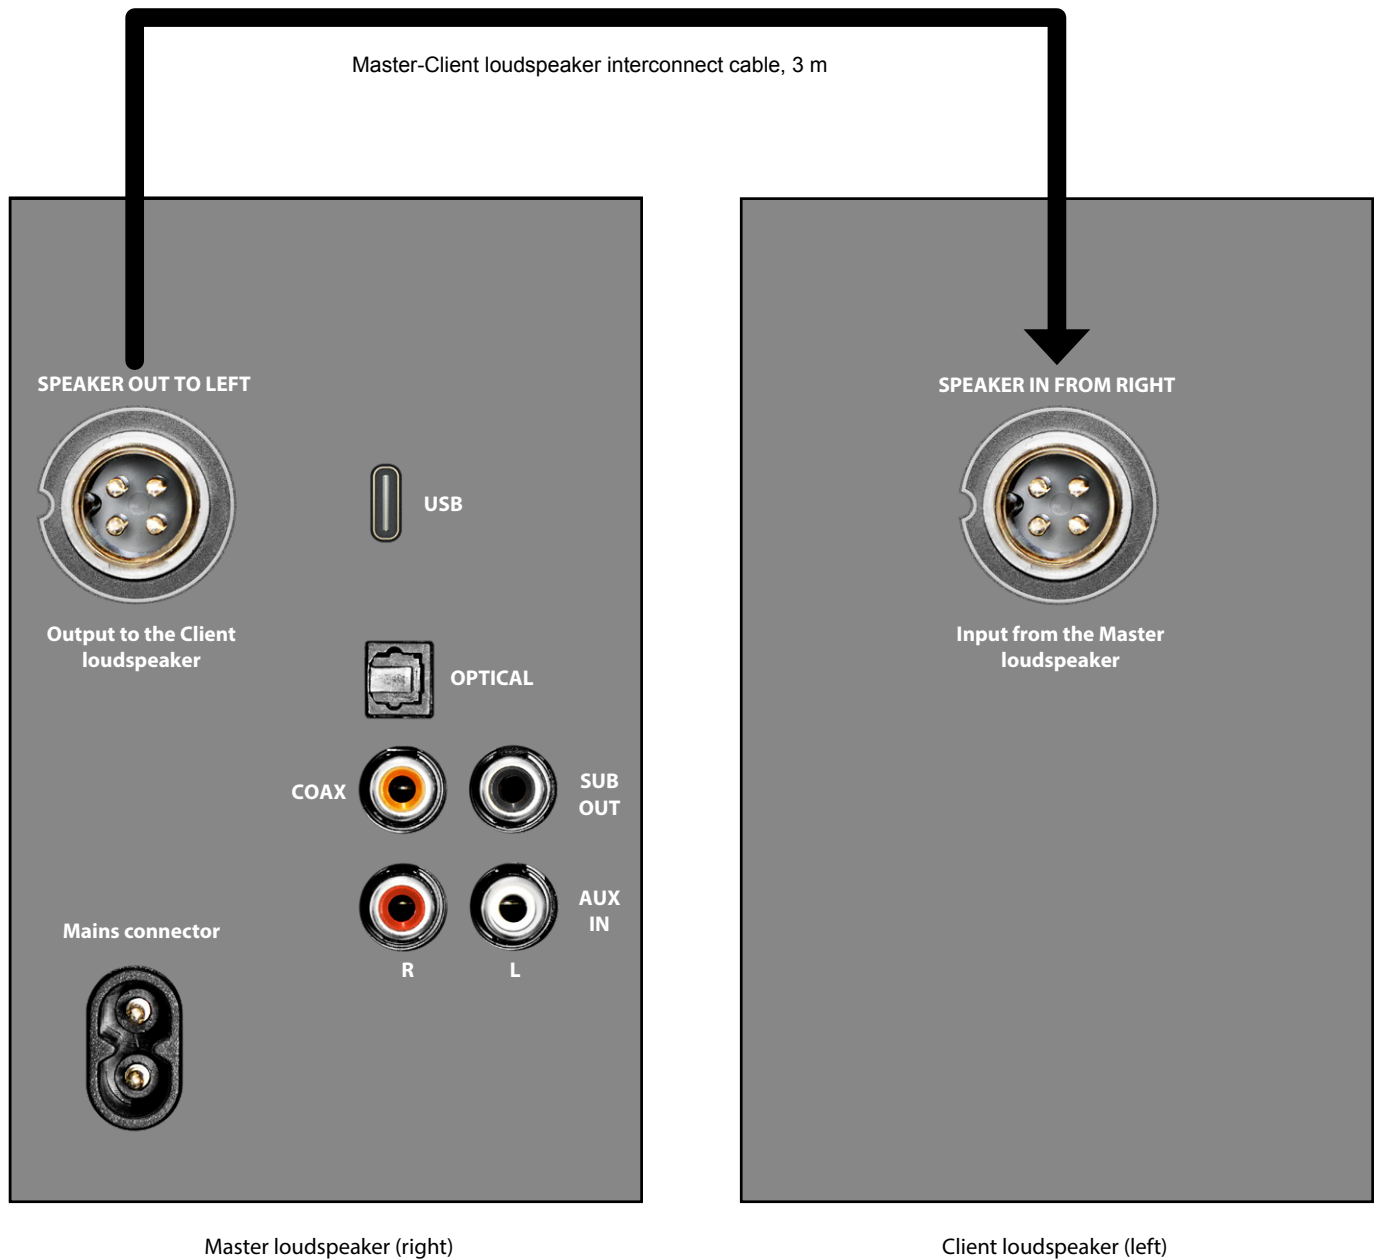 Master-Client loudspeaker interconnect cable, 3 m
SPEAKER OUT TO LEFT
SPEAKER IN FROM RIGHT
USB
Output to the Client
loudspeaker
Input from the Master
loudspeaker
OPTICAL
COAX
SUB
OUT
AUX
IN
R
L
Mains connector
Master loudspeaker (right)
Client loudspeaker (left)